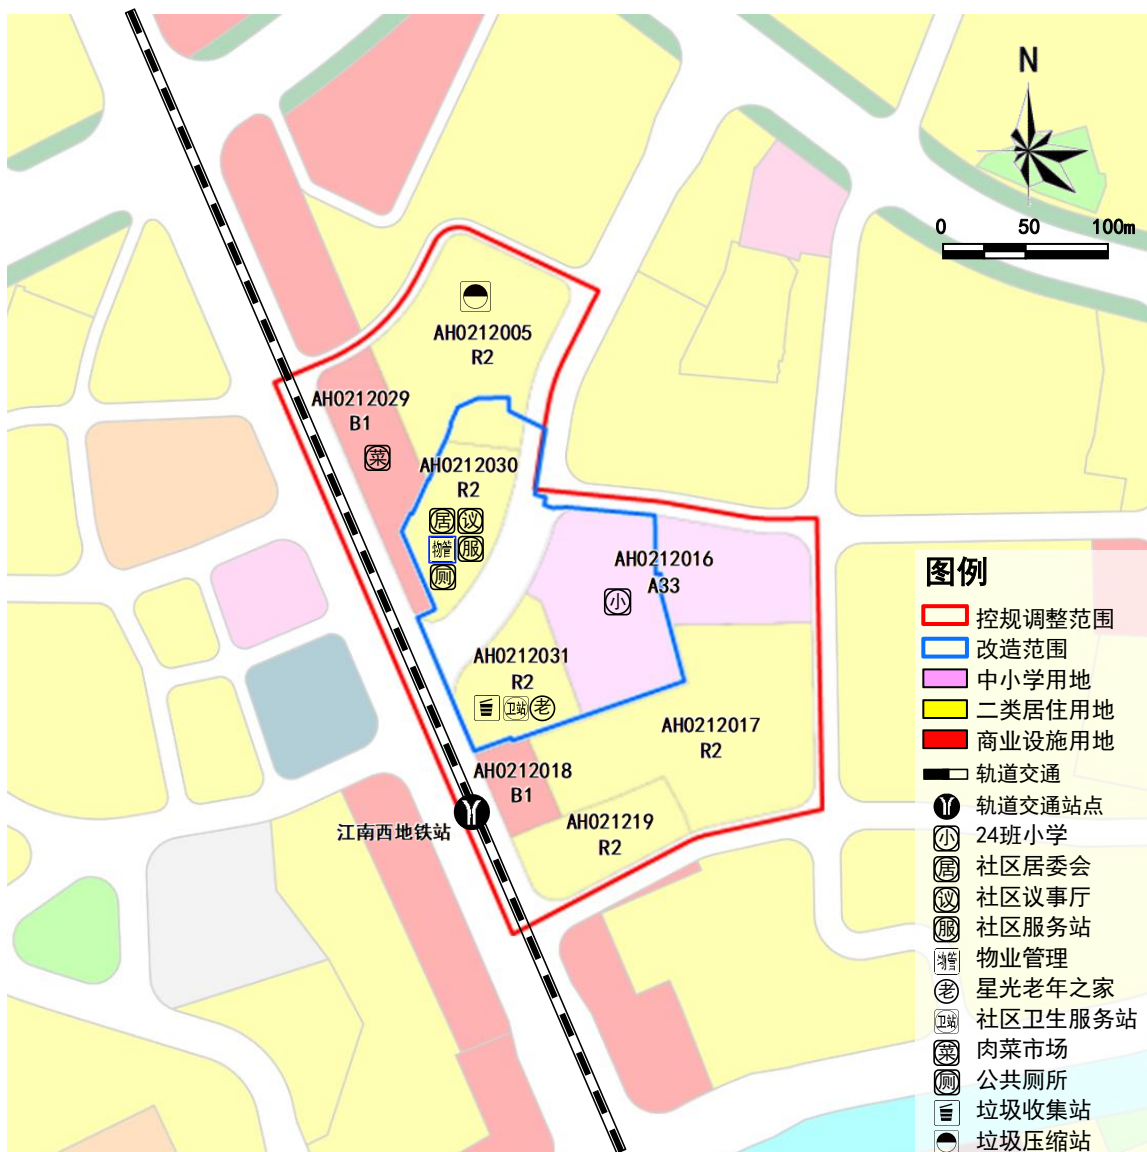 N
0 50 100m
AH0212005
R2
AH0212029
B1
菜
AH0212030
R2
居 议
物管 服
厕
AH0212016
A33
小
AH0212031
R2
卫站 老
AH0212017
R2
AH0212018
B1
江南西地铁站
AH021219
R2
图例
控规调整范围
改造范围
中小学用地
二类居住用地
商业设施用地
轨道交通
轨道交通站点
小 24班小学
居 社区居委会
议 社区议事厅
服 社区服务站
物管 物业管理
老 星光老年之家
卫站 社区卫生服务站
菜 肉菜市场
厕 公共厕所
垃圾收集站
垃圾压缩站